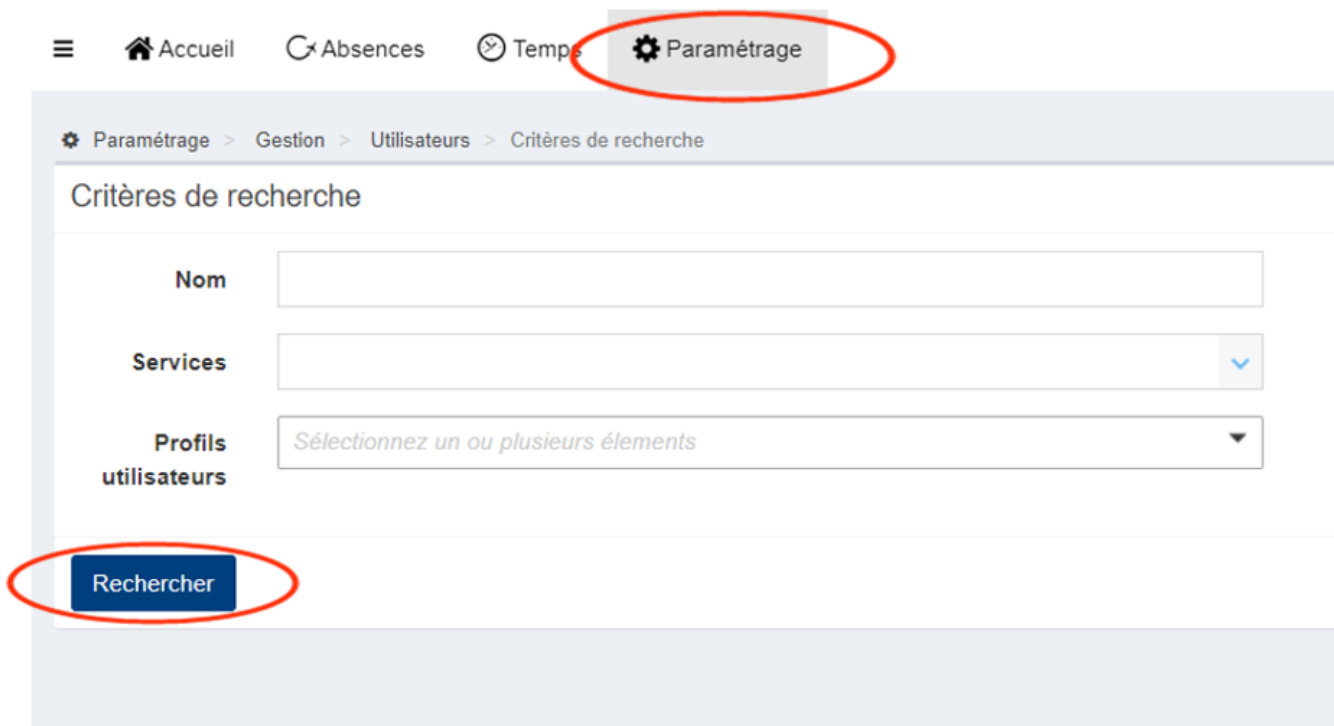 Accueil Absences Temps Paramétrage
Paramétrage > Gestion > Utilisateurs > Critères de recherche
Critères de recherche
Nom
Services
Profils utilisateurs
Sélectionnez un ou plusieurs élements
Rechercher